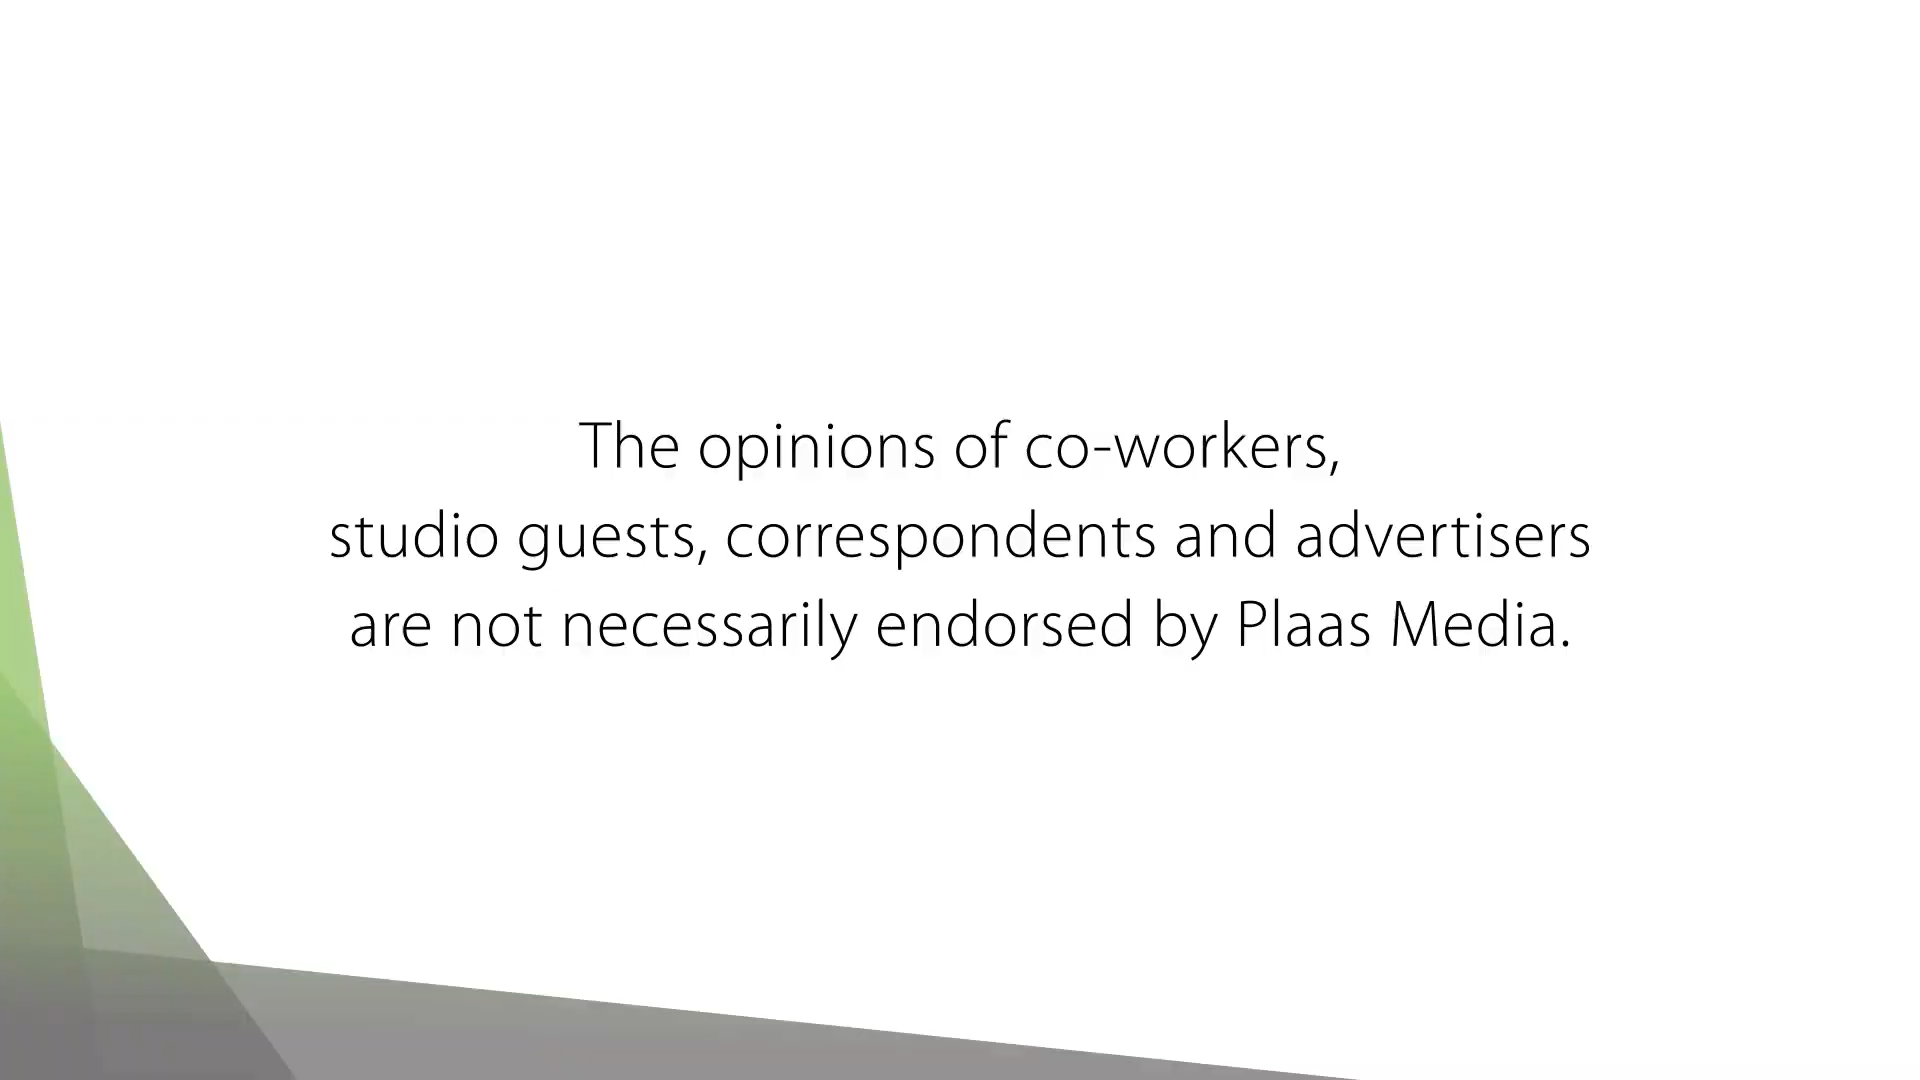 The opinions of co-workers,
studio guests, correspondents and advertisers
are not necessarily endorsed by Plaas Media.